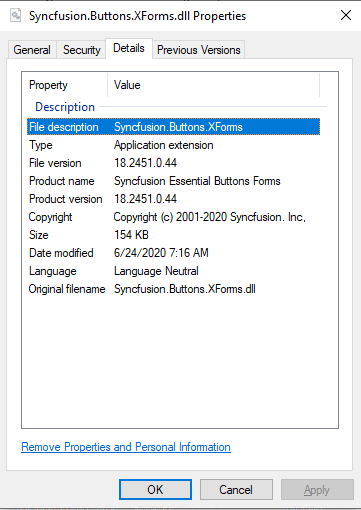 Syncfusion.Buttons.XForms.dll Properties
General Security Details Previous Versions
Property Value
Description
File description Syncfusion.Buttons.XForms
Type Application extension
File version 18.2451.0.44
Product name Syncfusion Essential Buttons Forms
Product version 18.2451.0.44
Copyright Copyright (c) 2001-2020 Syncfusion. Inc,
Size 154 KB
Date modified 6/24/2020 7:16 AM
Language Language Neutral
Original filename Syncfusion.Buttons.XForms.dll
Remove Properties and Personal Information
OK Cancel Apply